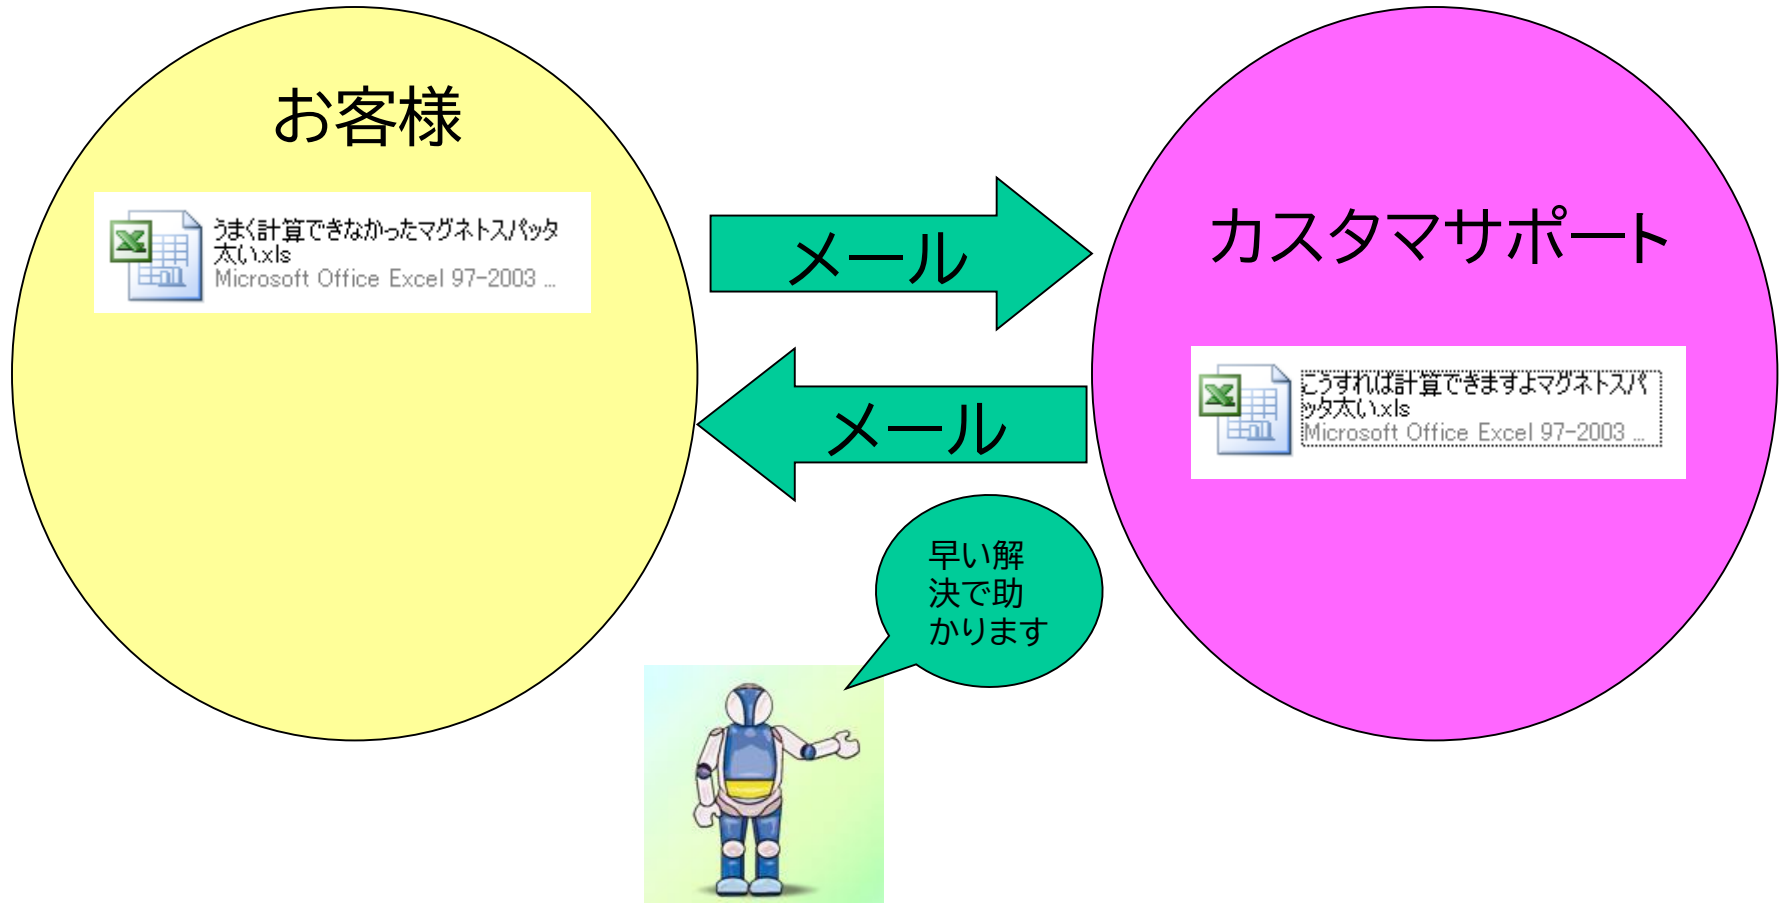 お客様
うまく計算できなかったマグネトスパッタ
太い.xls
Microsoft Office Excel 97-2003 ...
メール
カスタマサポート
こうすれば計算できますよマグネトスパ
ッタ太い.xls
Microsoft Office Excel 97-2003 ...
メール
早い解
決で助
かります